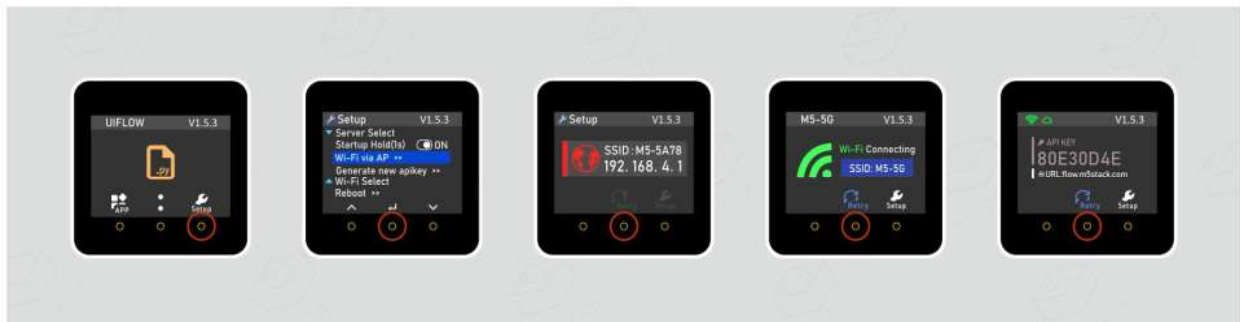 UIFLOW V1.5.3
.py
APP Setup
Setup V1.5.3
Server Select
Startup Hold(1s) ON
Wi-Fi via AP >>
Generate new apikey >>
Wi-Fi Select
Reboot >>
Setup V1.5.3
SSID:M5-5A78
192.168.4.1
Retry Setup
M5-5G V1.5.3
Wi-Fi Connecting
SSID: M5-5G
Retry Setup
V1.5.3
API KEY
80E30D4E
URL:flow.m5stack.com
Retry Setup